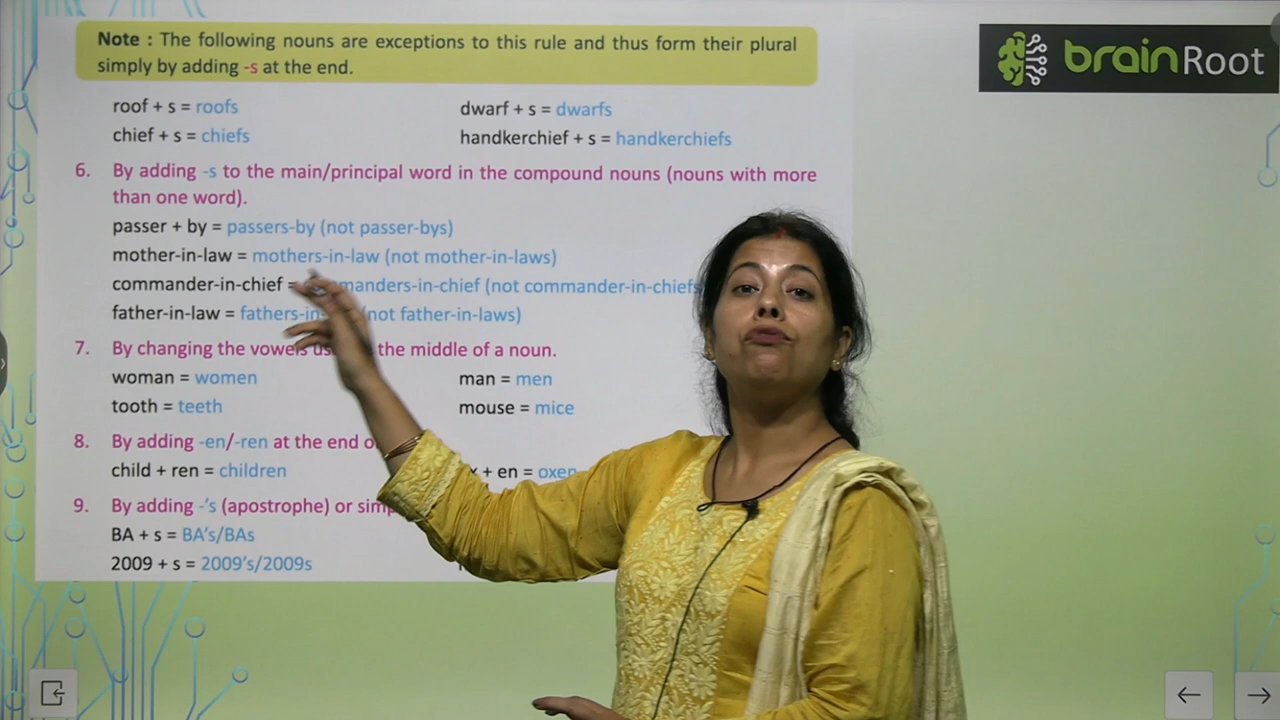 Note : The following nouns are exceptions to this rule and thus form their plural
simply by adding -s at the end.
brainRoot
roof + s = roofs
dwarf + s = dwarfs
chief + s = chiefs
handkerchief + s = handkerchiefs
6. By adding -s to the main/principal word in the compound nouns (nouns with more
than one word).
passer + by = passers-by (not passer-bys)
mother-in-law = mothers-in-law (not mother-in-laws)
commander-in-chief = manders-in-chief (not commander-in-chiefs
father-in-law = fathers-in- (not father-in-laws)
7. By changing the vowels the middle of a noun.
woman = women
man = men
tooth = teeth
mouse = mice
8. By adding -en/-ren at the end
child + ren = children
+ en = oxen
9. By adding -'s (apostrophe) or
BA + s = BA's/BAs
2009 + s = 2009's/2009s